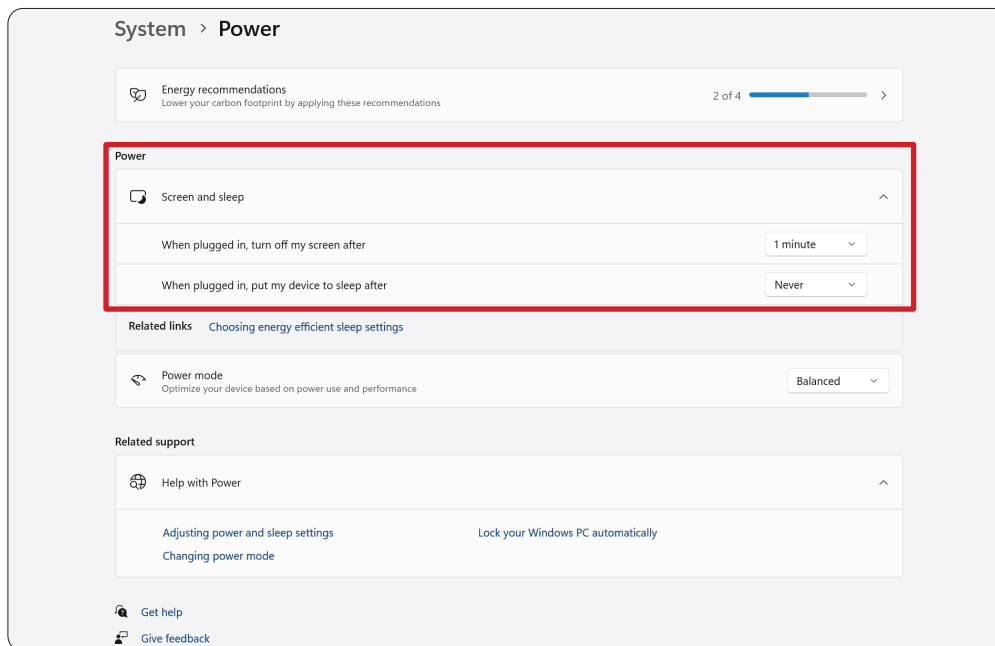 System > Power
Energy recommendations
Lower your carbon footprint by applying these recommendations
2 of 4
Power
Screen and sleep
When plugged in, turn off my screen after
1 minute
When plugged in, put my device to sleep after
Never
Related links Choosing energy efficient sleep settings
Power mode
Optimize your device based on power use and performance
Balanced
Related support
Help with Power
Adjusting power and sleep settings
Lock your Windows PC automatically
Changing power mode
Get help
Give feedback